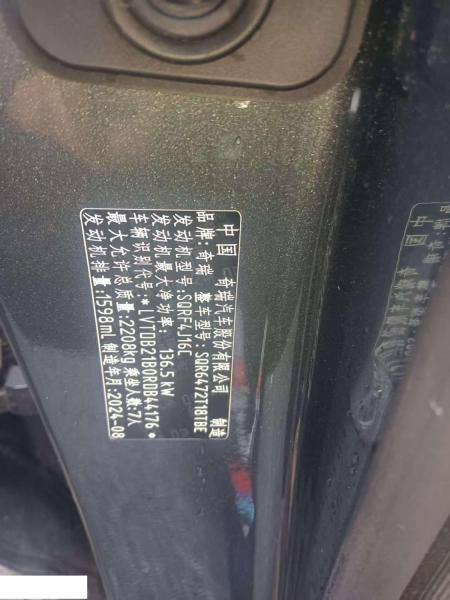 中国 奇瑞汽车股份有限公司 制造
品牌:奇瑞 整车型号:SQR6472T18TBE
发动机型号:SQRF4J16C
发动机最大净功率:136.5kW
车辆识别代号:*LVTDB21B0RDB44176*
最大允许总质量:2208kg 乘坐人数:7人
发动机排量:1598mL 制造年月:2024-08